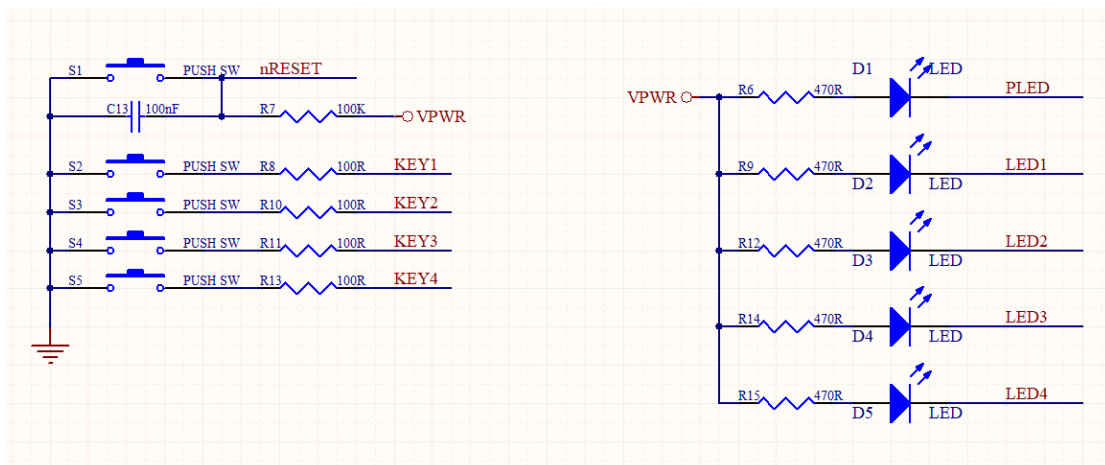 S1 PUSH SW nRESET
C13 100nF R7 100K VPWR
S2 PUSH SW R8 100R KEY1
S3 PUSH SW R10 100R KEY2
S4 PUSH SW R11 100R KEY3
S5 PUSH SW R13 100R KEY4
D1 LED
VPWR R6 470R PLED
R9 470R LED1
D2 LED
R12 470R LED2
D3 LED
R14 470R LED3
D4 LED
R15 470R LED4
D5 LED